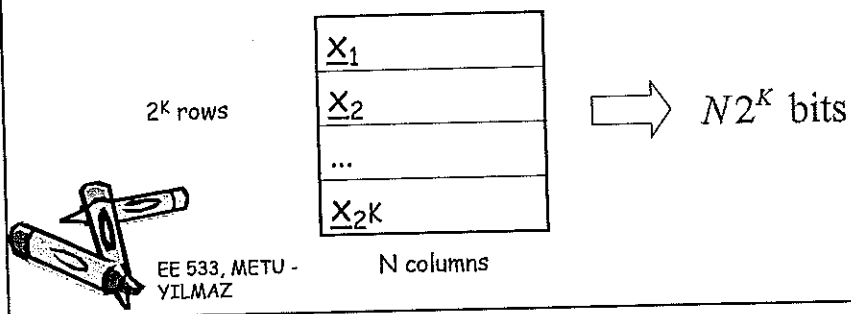 x₁
2ᴷ rows
x₂
N2ᴷ bits
...
x₂K
EE 533, METU -
YILMAZ
N columns